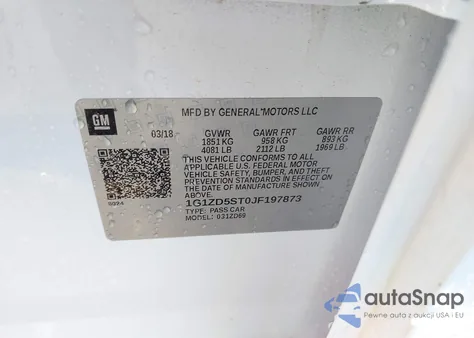 MFD BY GENERAL MOTORS LLC
GM
03/18 GVWR GAWR FRT GAWR RR
1851 KG 958 KG 893 KG
4081 LB 2112 LB 1969 LB
THIS VEHICLE CONFORMS TO ALL
APPLICABLE U.S. FEDERAL MOTOR
VEHICLE SAFETY, BUMPER, AND THEFT
PREVENTION STANDARDS IN EFFECT ON
THE DATE OF MANUFACTURE SHOWN ABOVE.
1G1ZD5ST0JF197873
TYPE: PASS CAR
MODEL: 031ZD69
autaSnap
Pewne auta z aukcji USA i EU